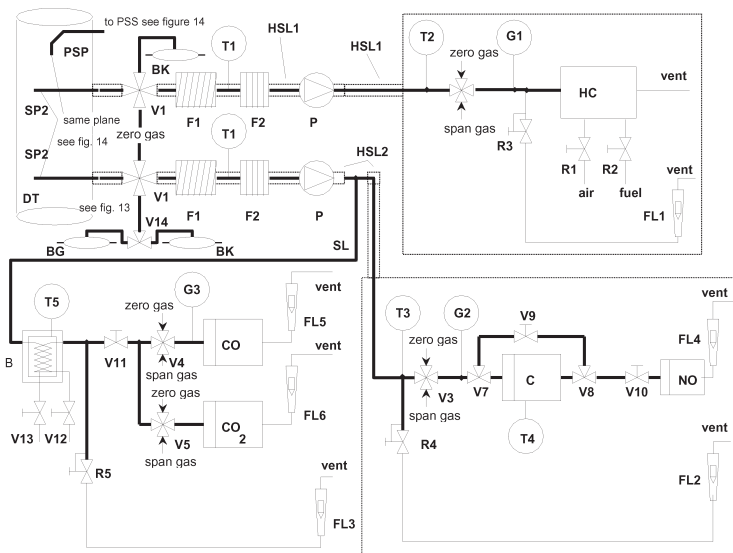 to PSS see figure 14
PSP
BK
T1
HSL1
HSL1
T2
zero gas
G1
vent
SP2
V1
F1
F2
P
HC
same plane
zero gas
span gas
T1
see fig. 14
SP2
R3
R1
R2
air
fuel
vent
HSL2
DT
see fig. 13
V1
F1
F2
P
FL1
V14
BG
BK
SL
vent
T5
G3
zero gas
FL5
CO
B
V11
V4
span gas
vent
zero gas
FL6
CO
2
V13
V12
V5
span gas
R5
vent
FL3
T3
G2
V9
vent
zero gas
FL4
C
NO
V3
V7
V8
V10
span gas
T4
R4
vent
FL2